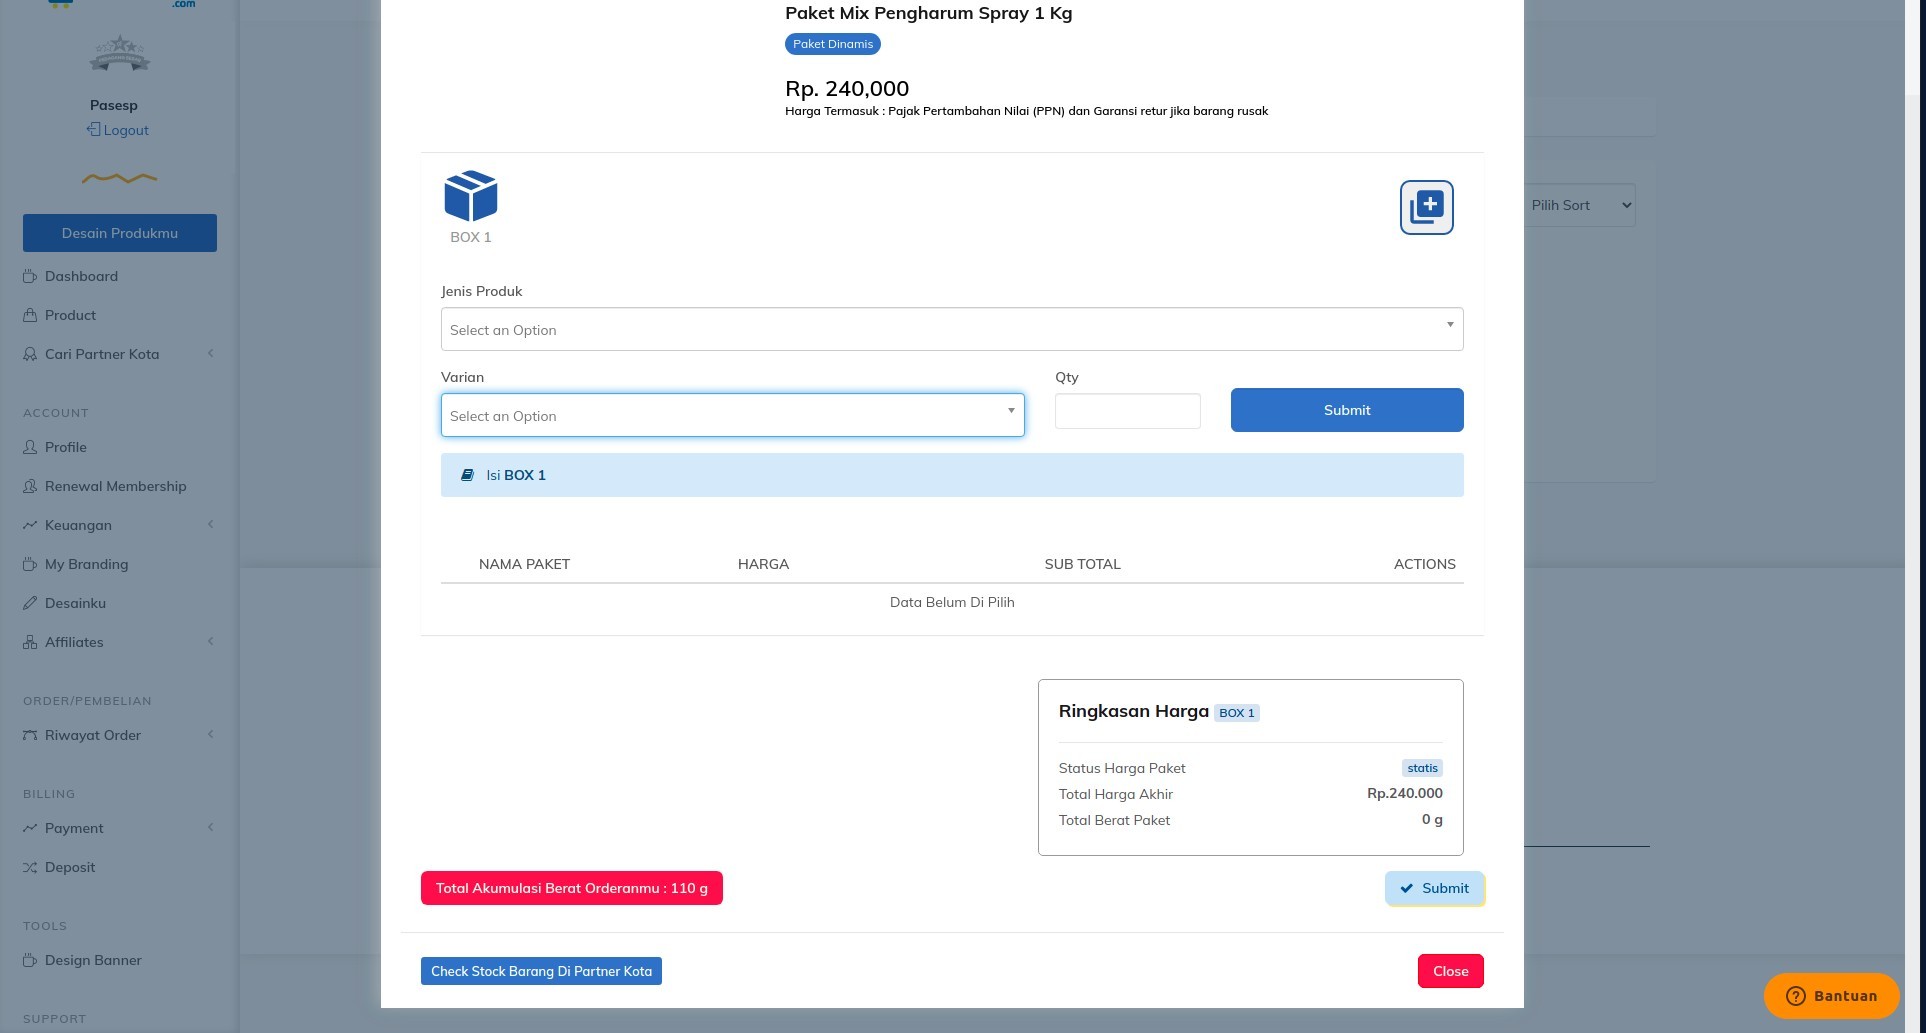 .com
Pasesp
Logout
Desain Produkmu
Dashboard
Product
Cari Partner Kota
ACCOUNT
Profile
Renewal Membership
Keuangan
My Branding
Desainku
Affiliates
ORDER/PEMBELIAN
Riwayat Order
BILLING
Payment
Deposit
TOOLS
Design Banner
SUPPORT
Paket Mix Pengharum Spray 1 Kg
Paket Dinamis
Rp. 240,000
Harga Termasuk : Pajak Pertambahan Nilai (PPN) dan Garansi retur jika barang rusak
BOX 1
Pilih Sort
Jenis Produk
Select an Option
Varian
Qty
Select an Option
Submit
Isi BOX 1
NAMA PAKET HARGA SUB TOTAL ACTIONS
Data Belum Di Pilih
Ringkasan Harga BOX 1
Status Harga Paket statis
Total Harga Akhir Rp.240.000
Total Berat Paket 0 g
Total Akumulasi Berat Orderanmu : 110 g
Submit
Check Stock Barang Di Partner Kota
Close
Bantuan